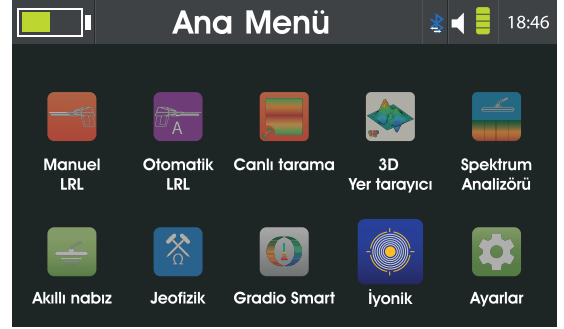 Ana Menü
18:46
Manuel
LRL
A
Otomatik
LRL
Canlı tarama
3D
Yer tarayıcı
Spektrum
Analizörü
Akıllı nabız
Ω
Jeofizik
Gradio Smart
İyonik
Ayarlar